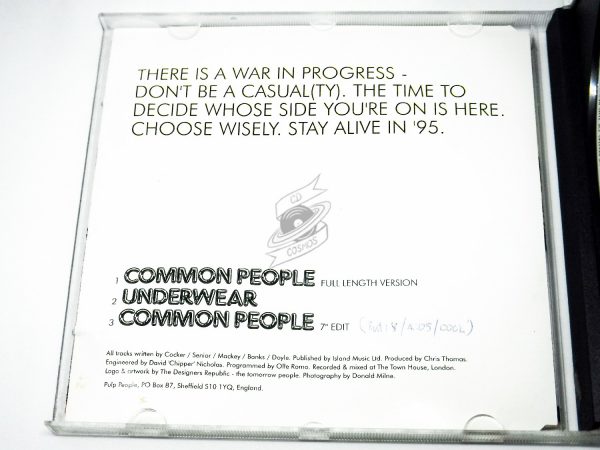 THERE IS A WAR IN PROGRESS -
DON'T BE A CASUAL(TY). THE TIME TO
DECIDE WHOSE SIDE YOU'RE ON IS HERE.
CHOOSE WISELY. STAY ALIVE IN '95.
CD
COSMOS
1 COMMON PEOPLE FULL LENGTH VERSION
2 UNDERWEAR
3 COMMON PEOPLE 7" EDIT
All tracks written by Cocker / Senior / Mackey / Banks / Doyle. Published by Island Music Ltd. Produced by Chris Thomas.
Engineered by David 'Chipper' Nicholas. Programmed by Olle Romo. Recorded & mixed at The Town House, London.
Logo & artwork by The Designers Republic - the tomorrow people. Photography by Donald Milne.
Pulp People, PO Box 87, Sheffield S10 1YQ, England.